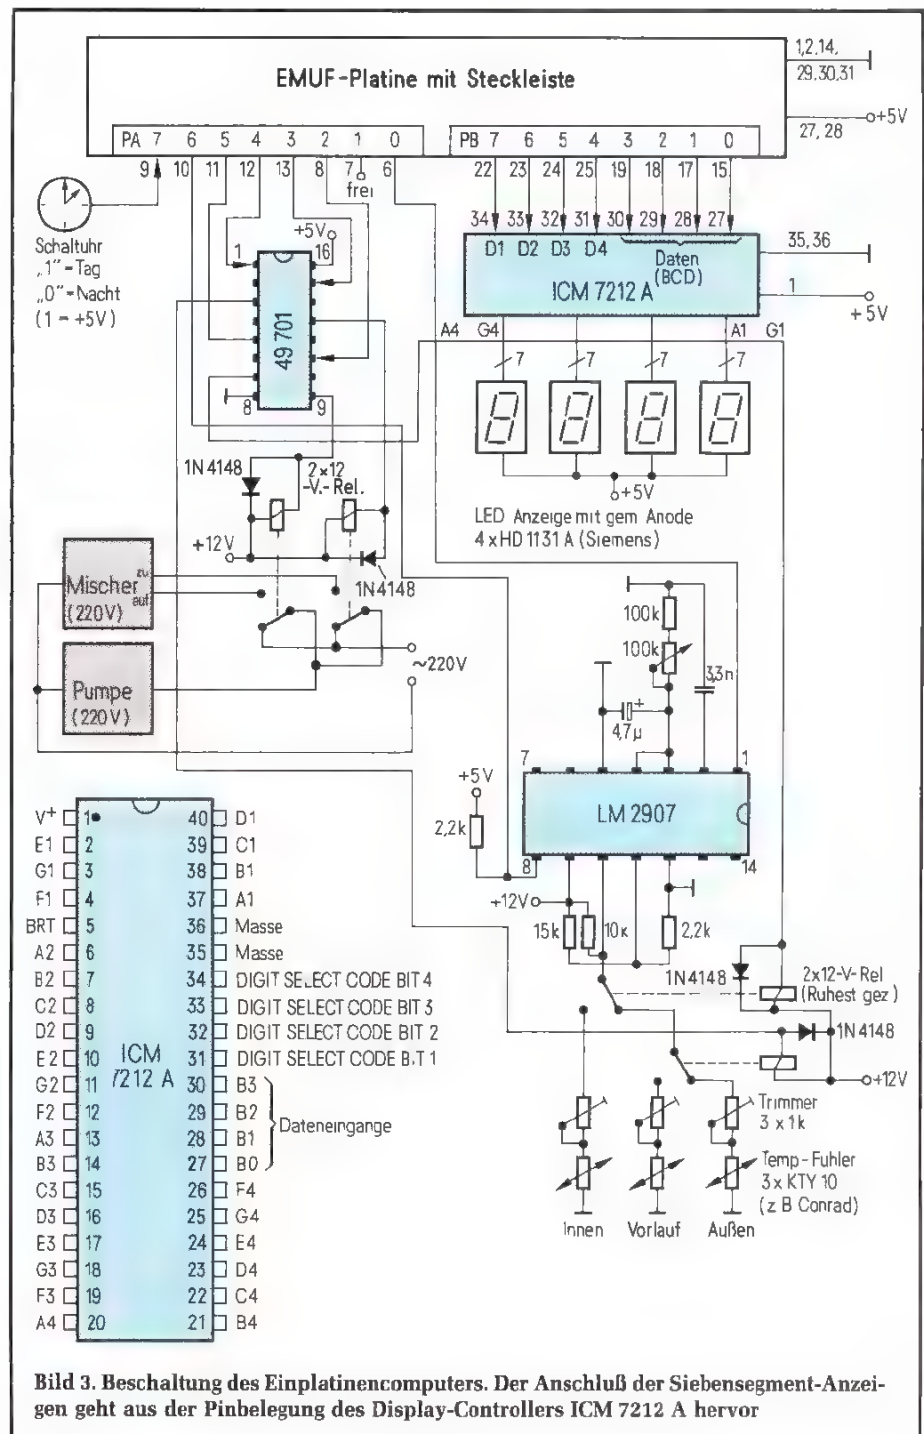 EMUF-Platine mit Steckleiste
1,2,14,
29,30,31
27, 28
+5V
PA 7 6 5 4 3 2 1 0
PB 7 6 5 4 3 2 1 0
9 10 11 12 13 8 7 6
frei
22 23 24 25 19 18 17 15
Schaltuhr
„1"-Tag
„0"-Nacht
(1 = +5V)
+5V
1 16
49 701
8 9
34 33 32 31 30 29 28 27
D1 D2 D3 D4
Daten
(BCD)
ICM 7212 A
35, 36
1
+5V
A4 G4
A1 G1
7 7 7 7
+5V
LED Anzeige mit gem Anode
4 x HD 1131 A (Siemens)
1N4148
2×12
-V.-Rel.
+12V
1N4148
Mischer zu
auf
(220V)
Pumpe
(220V)
~220V
100k
100k
3,3n
+
4,7µ
+5V
2,2k
7 1
LM 2907
8 14
+12V
15k
10k
2,2k
1N4148
2x12-V-Rel
(Ruhest gez)
1N 4148
+12V
Trimmer
3 x 1k
Temp-Fuhler
3x KTY 10
(z B Conrad)
Innen Vorlauf Außen
ICM
7212 A
V+ 1 40 D1
E1 2 39 C1
G1 3 38 B1
F1 4 37 A1
BRT 5 36 Masse
A2 6 35 Masse
B2 7 34 DIGIT SELECT CODE BIT 4
C2 8 33 DIGIT SELECT CODE BIT 3
D2 9 32 DIGIT SELECT CODE BIT 2
E2 10 31 DIGIT SELECT CODE BIT 1
G2 11 30 B3
F2 12 29 B2
A3 13 28 B1
B3 14 27 B0
Dateneingange
C3 15 26 F4
D3 16 25 G4
E3 17 24 E4
G3 18 23 D4
F3 19 22 C4
A4 20 21 B4
Bild 3. Beschaltung des Einplatinencomputers. Der Anschluß der Siebensegment-Anzei-
gen geht aus der Pinbelegung des Display-Controllers ICM 7212 A hervor